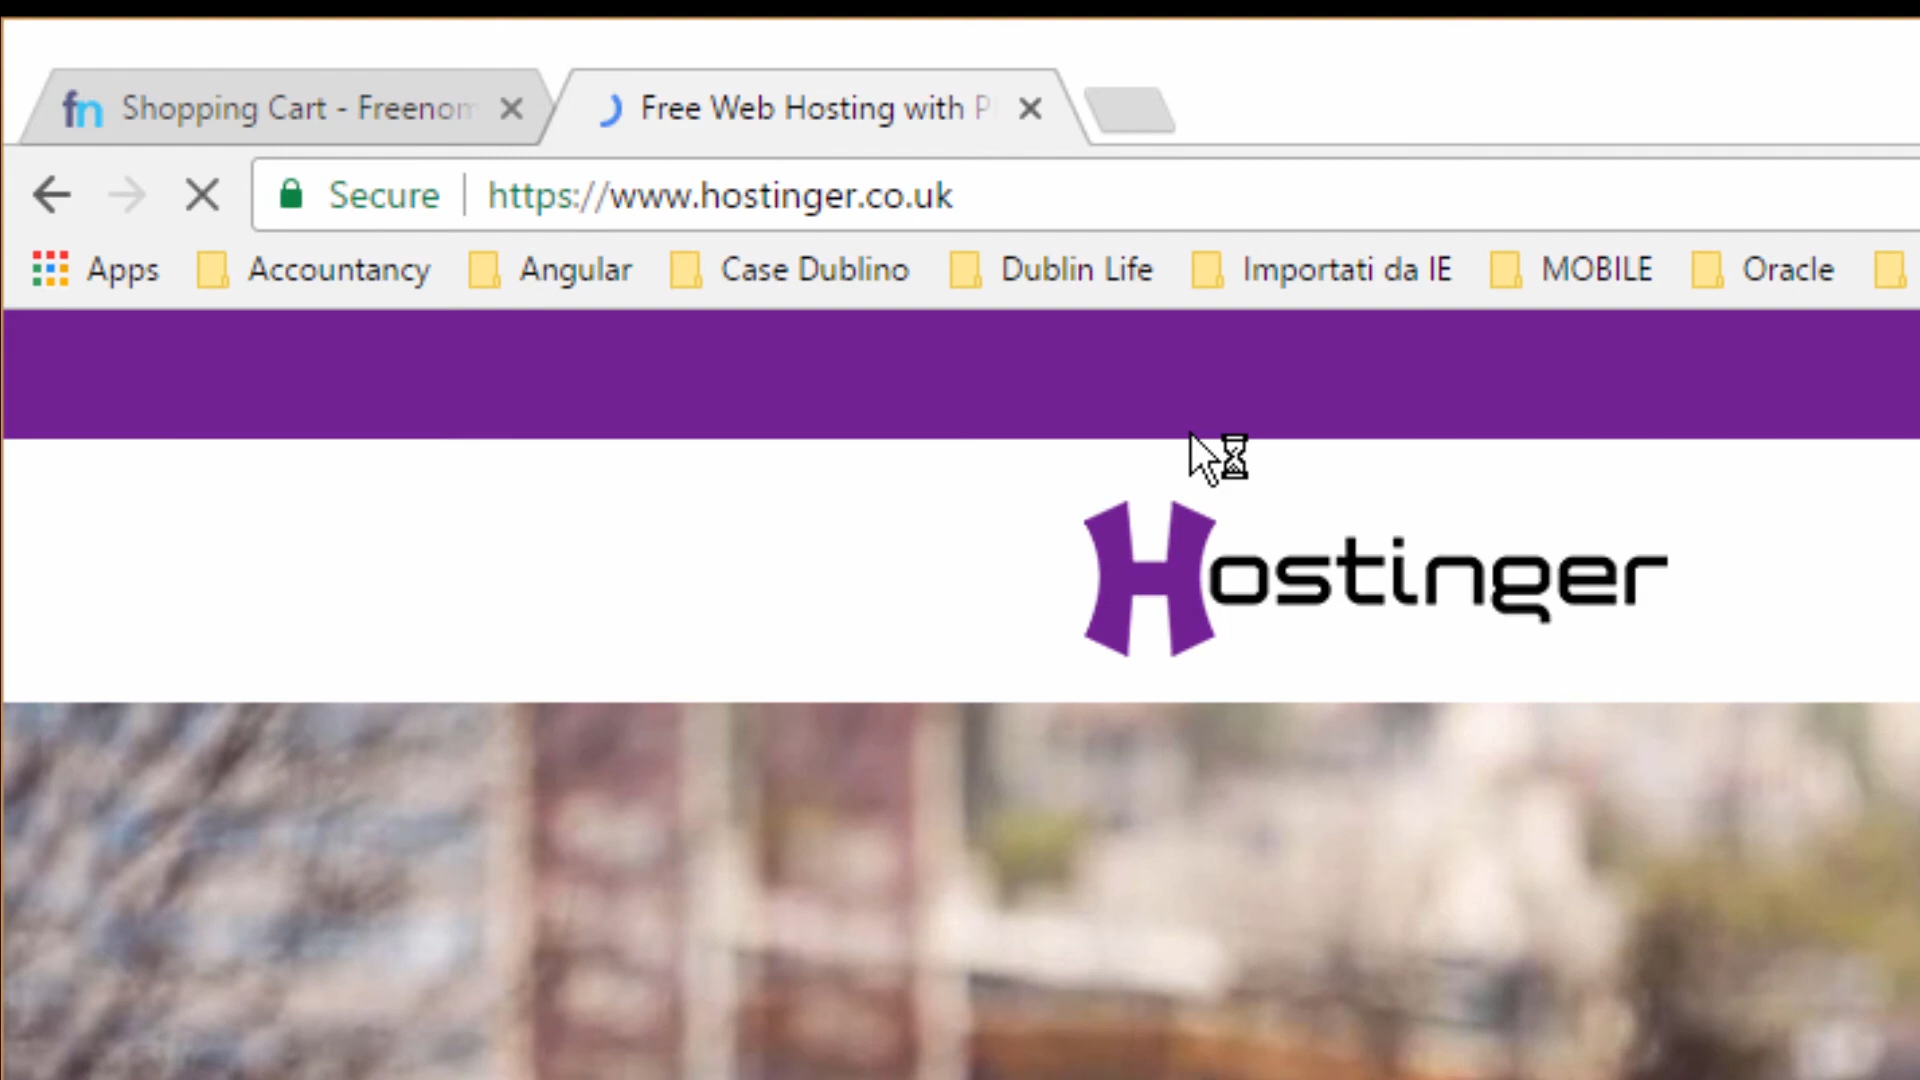 fn Shopping Cart - Freenom Free Web Hosting with P
Secure https://www.hostinger.co.uk
Apps Accountancy Angular Case Dublino Dublin Life Importati da IE MOBILE Oracle
Hostinger